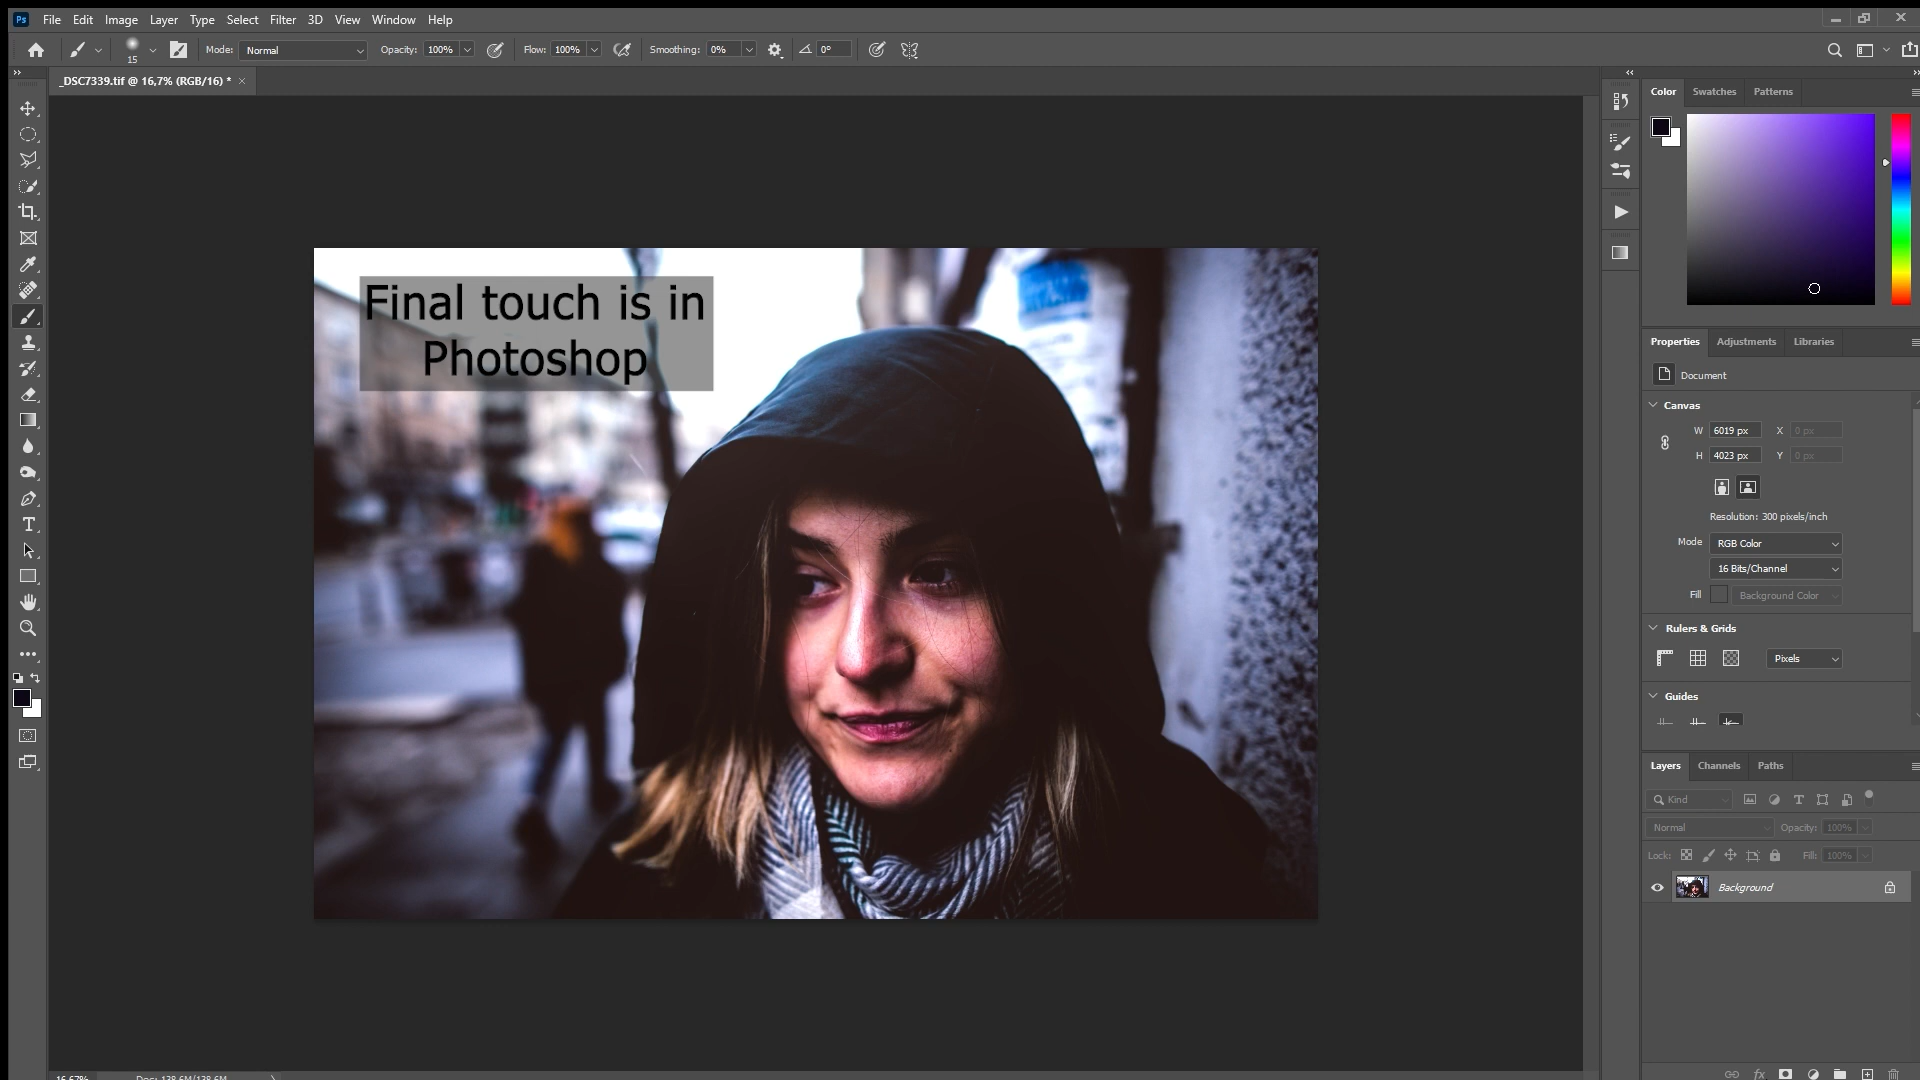 Ps File Edit Image Layer Type Select Filter 3D View Window Help
15 Mode: Normal Opacity: 100% Flow: 100% Smoothing: 0% 0°
_DSC7339.tif @ 16,7% (RGB/16) * ×
Color Swatches Patterns
Final touch is in
Photoshop
Properties Adjustments Libraries
Document
Canvas
W 6019 px X 0 px
H 4023 px Y 0 px
Resolution: 300 pixels/inch
Mode RGB Color
16 Bits/Channel
Fill Background Color
Rulers & Grids
Pixels
Guides
Layers Channels Paths
Kind
Normal Opacity: 100%
Lock: Fill: 100%
Background
16,67% Doc: 138,6M/138,6M
fx